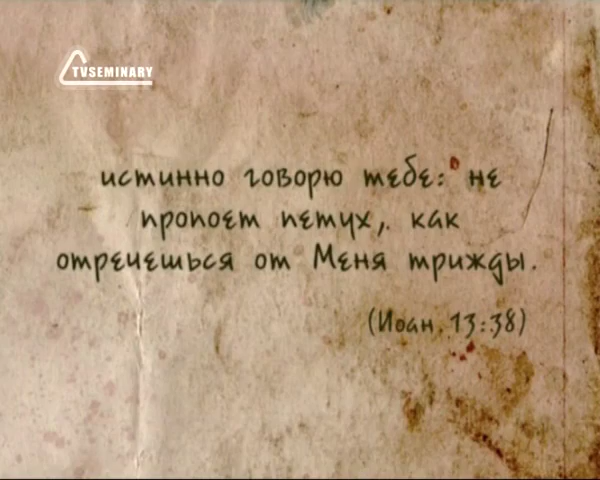 TVSEMINARY
истинно говорю тебе: не
пропоет петух, как
отречешься от Меня трижды.
(Иоан. 13:38)